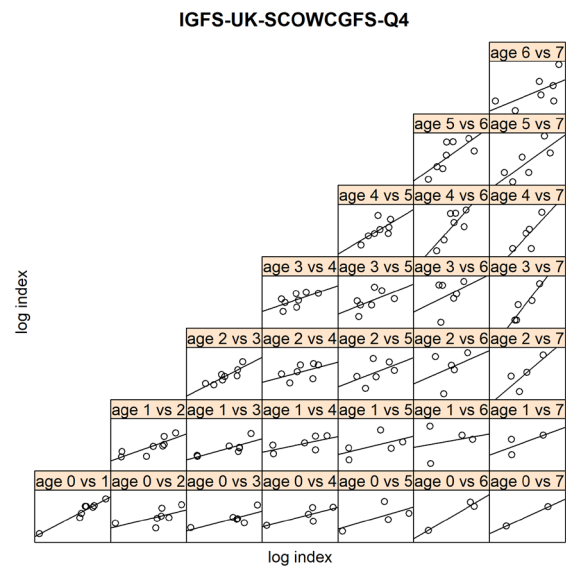 IGFS-UK-SCOWCGFS-Q4
age 6 vs 7
age 5 vs 6 age 5 vs 7
age 4 vs 5 age 4 vs 6 age 4 vs 7
age 3 vs 4 age 3 vs 5 age 3 vs 6 age 3 vs 7
age 2 vs 3 age 2 vs 4 age 2 vs 5 age 2 vs 6 age 2 vs 7
age 1 vs 2 age 1 vs 3 age 1 vs 4 age 1 vs 5 age 1 vs 6 age 1 vs 7
age 0 vs 1 age 0 vs 2 age 0 vs 3 age 0 vs 4 age 0 vs 5 age 0 vs 6 age 0 vs 7
log index
log index